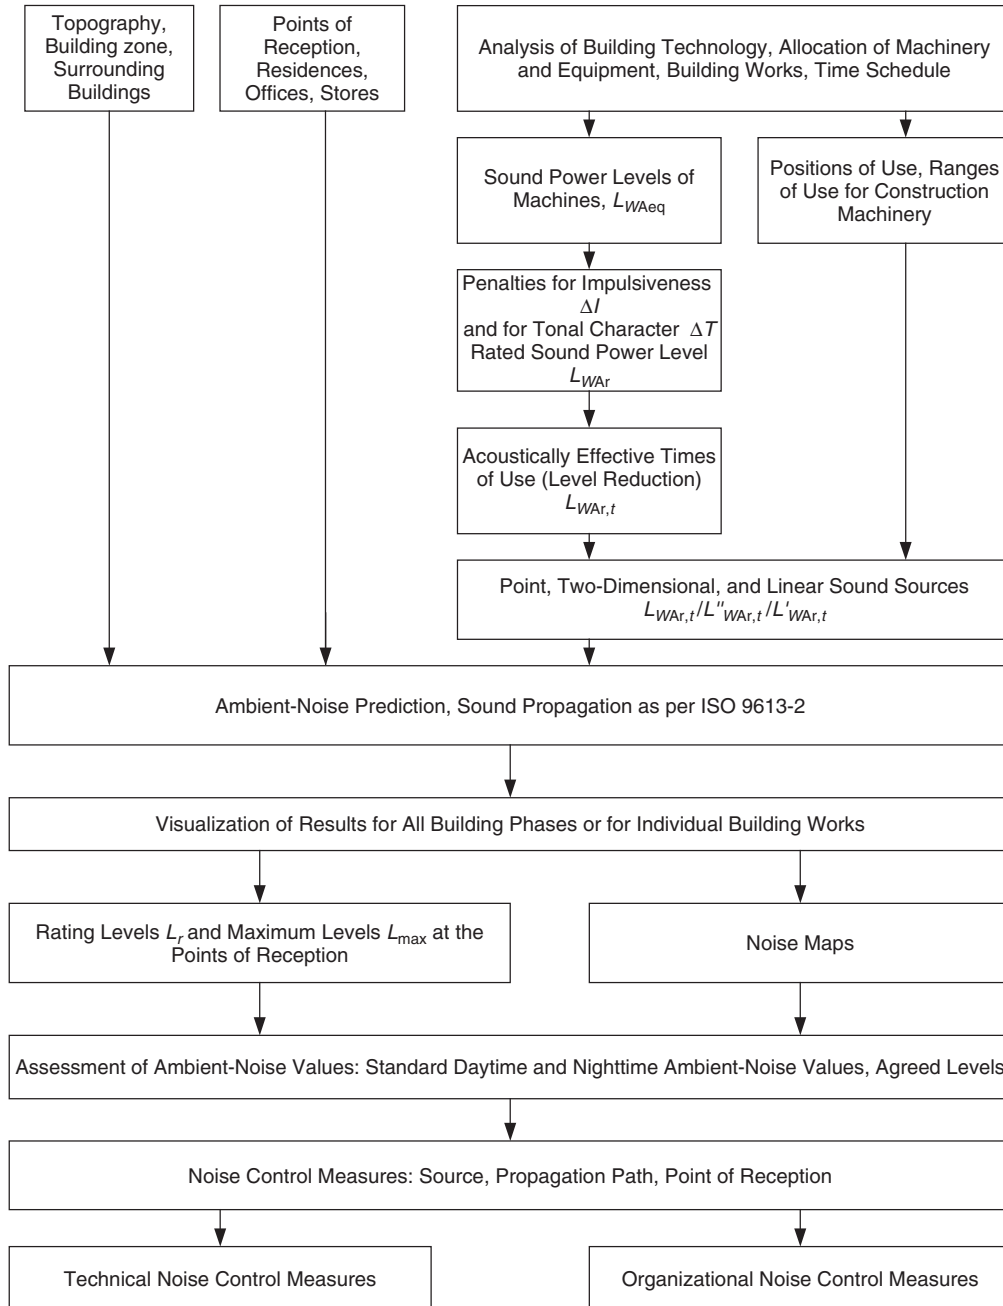 Topography,
Building zone,
Surrounding
Buildings
Points of
Reception,
Residences,
Offices, Stores
Analysis of Building Technology, Allocation of Machinery
and Equipment, Building Works, Time Schedule
Sound Power Levels of
Machines, L_WAeq
Positions of Use, Ranges
of Use for Construction
Machinery
Penalties for Impulsiveness
ΔI
and for Tonal Character ΔT
Rated Sound Power Level
L_WAr
Acoustically Effective Times
of Use (Level Reduction)
L_WAr,t
Point, Two-Dimensional, and Linear Sound Sources
L_WAr,t/L"_WAr,t/L'_WAr,t
Ambient-Noise Prediction, Sound Propagation as per ISO 9613-2
Visualization of Results for All Building Phases or for Individual Building Works
Rating Levels L_r and Maximum Levels L_max at the
Points of Reception
Noise Maps
Assessment of Ambient-Noise Values: Standard Daytime and Nighttime Ambient-Noise Values, Agreed Levels
Noise Control Measures: Source, Propagation Path, Point of Reception
Technical Noise Control Measures
Organizational Noise Control Measures